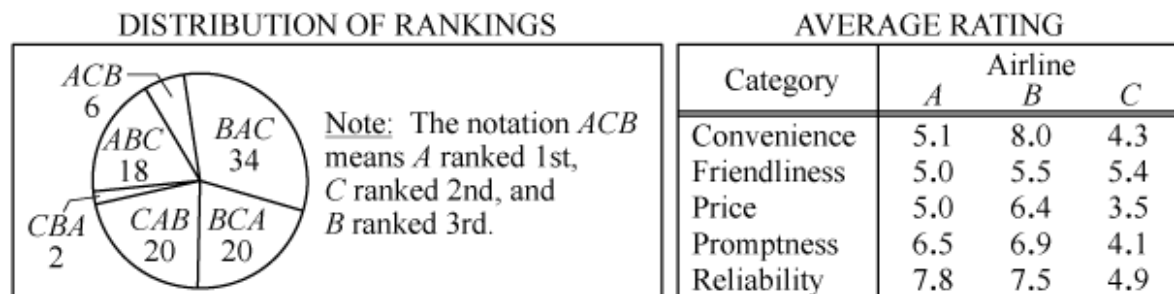 DISTRIBUTION OF RANKINGS
ACB
6
ABC
18
BAC
34
CBA
2
CAB
20
BCA
20
Note: The notation ACB
means A ranked 1st,
C ranked 2nd, and
B ranked 3rd.
AVERAGE RATING
Category
Airline
A B C
Convenience 5.1 8.0 4.3
Friendliness 5.0 5.5 5.4
Price 5.0 6.4 3.5
Promptness 6.5 6.9 4.1
Reliability 7.8 7.5 4.9